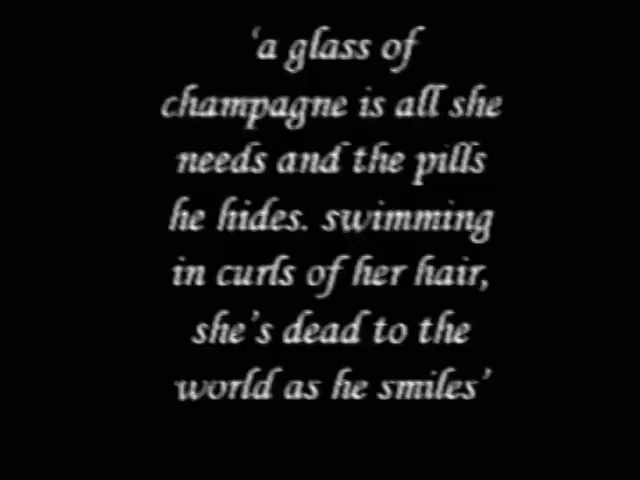 ‘a glass of
champagne is all she
needs and the pills
he hides. swimming
in curls of her hair,
she’s dead to the
world as he smiles’